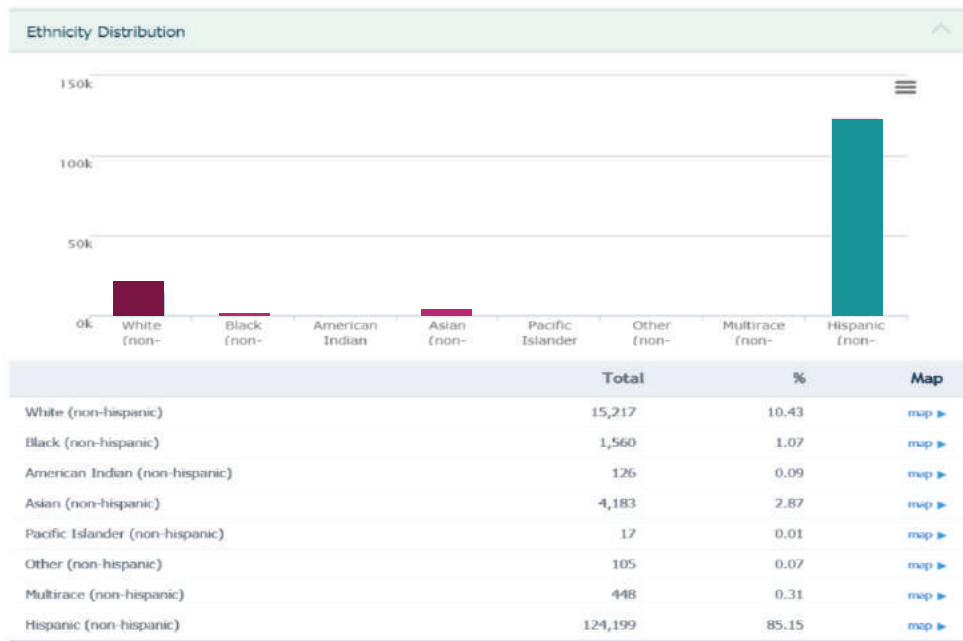 Ethnicity Distribution
150k
100k
50k
0k
White (non- Black (non- American Indian Asian (non- Pacific Islander Other (non- Multirace (non- Hispanic (non-
Total % Map
White (non-hispanic) 15,217 10.43 map ▶
Black (non-hispanic) 1,560 1.07 map ▶
American Indian (non-hispanic) 126 0.09 map ▶
Asian (non-hispanic) 4,183 2.87 map ▶
Pacific Islander (non-hispanic) 17 0.01 map ▶
Other (non-hispanic) 105 0.07 map ▶
Multirace (non-hispanic) 448 0.31 map ▶
Hispanic (non-hispanic) 124,199 85.15 map ▶